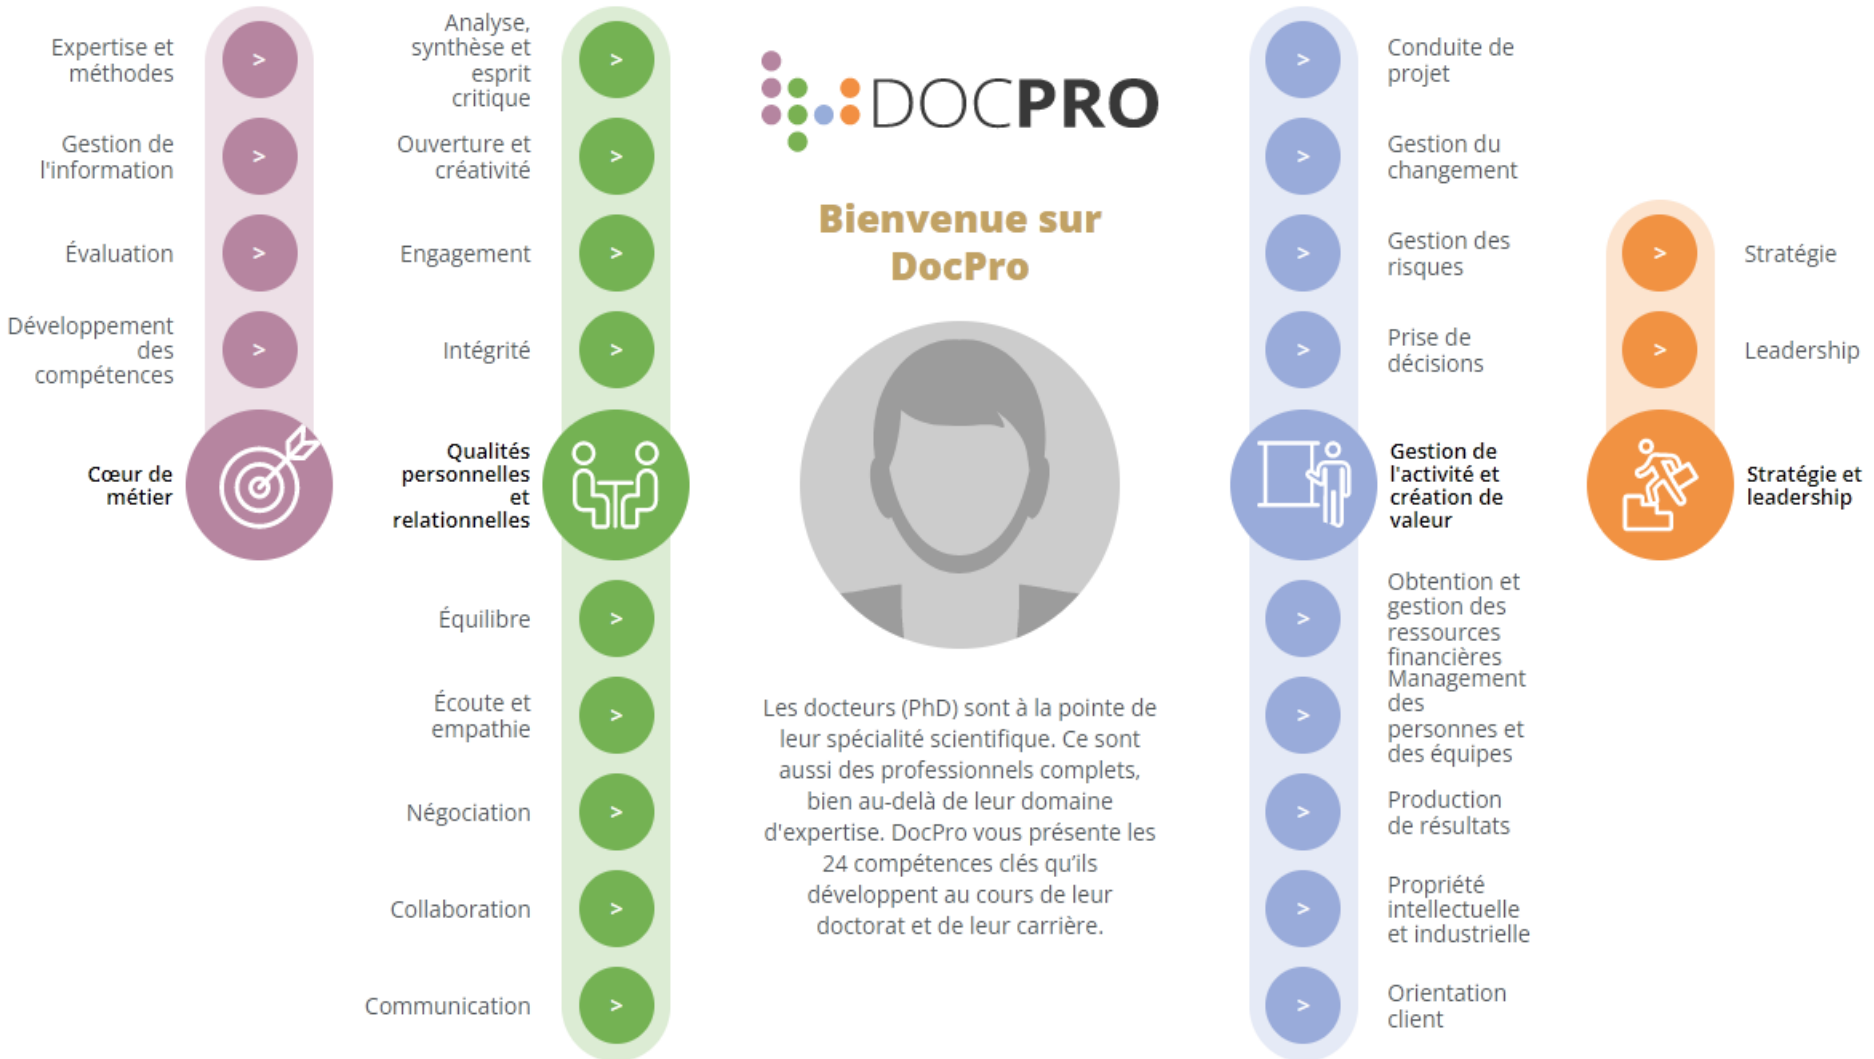 Expertise et
méthodes
>
Gestion de
l'information
>
Évaluation
>
Développement
des
compétences
>
Cœur de
métier
Analyse,
synthèse et
esprit
critique
>
Ouverture et
créativité
>
Engagement
>
Intégrité
>
Qualités
personnelles
et
relationnelles
Équilibre
>
Écoute et
empathie
>
Négociation
>
Collaboration
>
Communication
>
DOCPRO
Bienvenue sur
DocPro
Les docteurs (PhD) sont à la pointe de
leur spécialité scientifique. Ce sont
aussi des professionnels complets,
bien au-delà de leur domaine
d'expertise. DocPro vous présente les
24 compétences clés qu’ils
développent au cours de leur
doctorat et de leur carrière.
>
Conduite de
projet
>
Gestion du
changement
>
Gestion des
risques
>
Prise de
décisions
Gestion de
l'activité et
création de
valeur
>
Obtention et
gestion des
ressources
financières
>
Management
des
personnes et
des équipes
>
Production
de résultats
>
Propriété
intellectuelle
et industrielle
>
Orientation
client
>
Stratégie
>
Leadership
Stratégie et
leadership